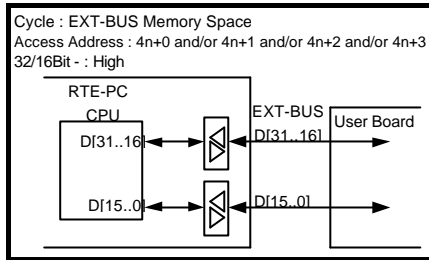 Cycle : EXT-BUS Memory Space
Access Address : 4n+0 and/or 4n+1 and/or 4n+2 and/or 4n+3
32/16Bit - : High
RTE-PC
CPU
EXT-BUS
User Board
D[31..16]
D[31..16]
D[15..0]
D[15..0]